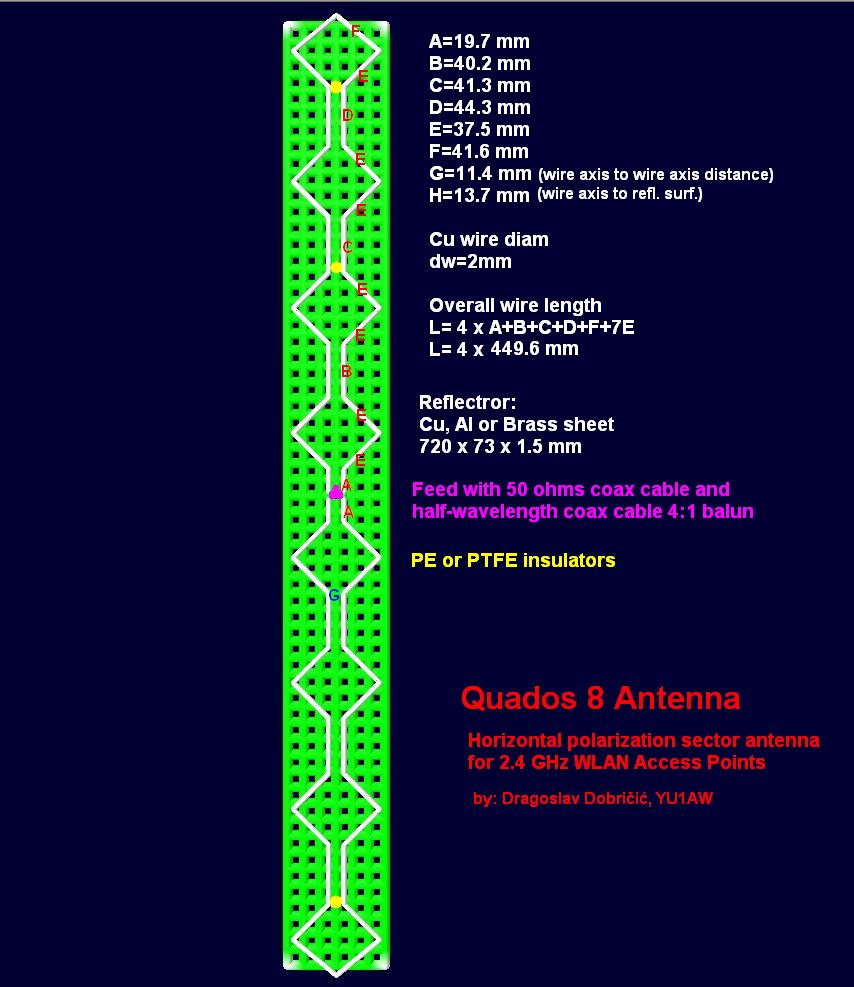 F
E
D
E
E
C
E
E
B
E
E
A
A
G
A=19.7 mm
B=40.2 mm
C=41.3 mm
D=44.3 mm
E=37.5 mm
F=41.6 mm
G=11.4 mm (wire axis to wire axis distance)
H=13.7 mm (wire axis to refl. surf.)
Cu wire diam
dw=2mm
Overall wire length
L= 4 x A+B+C+D+F+7E
L= 4 x 449.6 mm
Reflectror:
Cu, Al or Brass sheet
720 x 73 x 1.5 mm
Feed with 50 ohms coax cable and
half-wavelength coax cable 4:1 balun
PE or PTFE insulators
Quados 8 Antenna
Horizontal polarization sector antenna
for 2.4 GHz WLAN Access Points
by: Dragoslav Dobričić, YU1AW